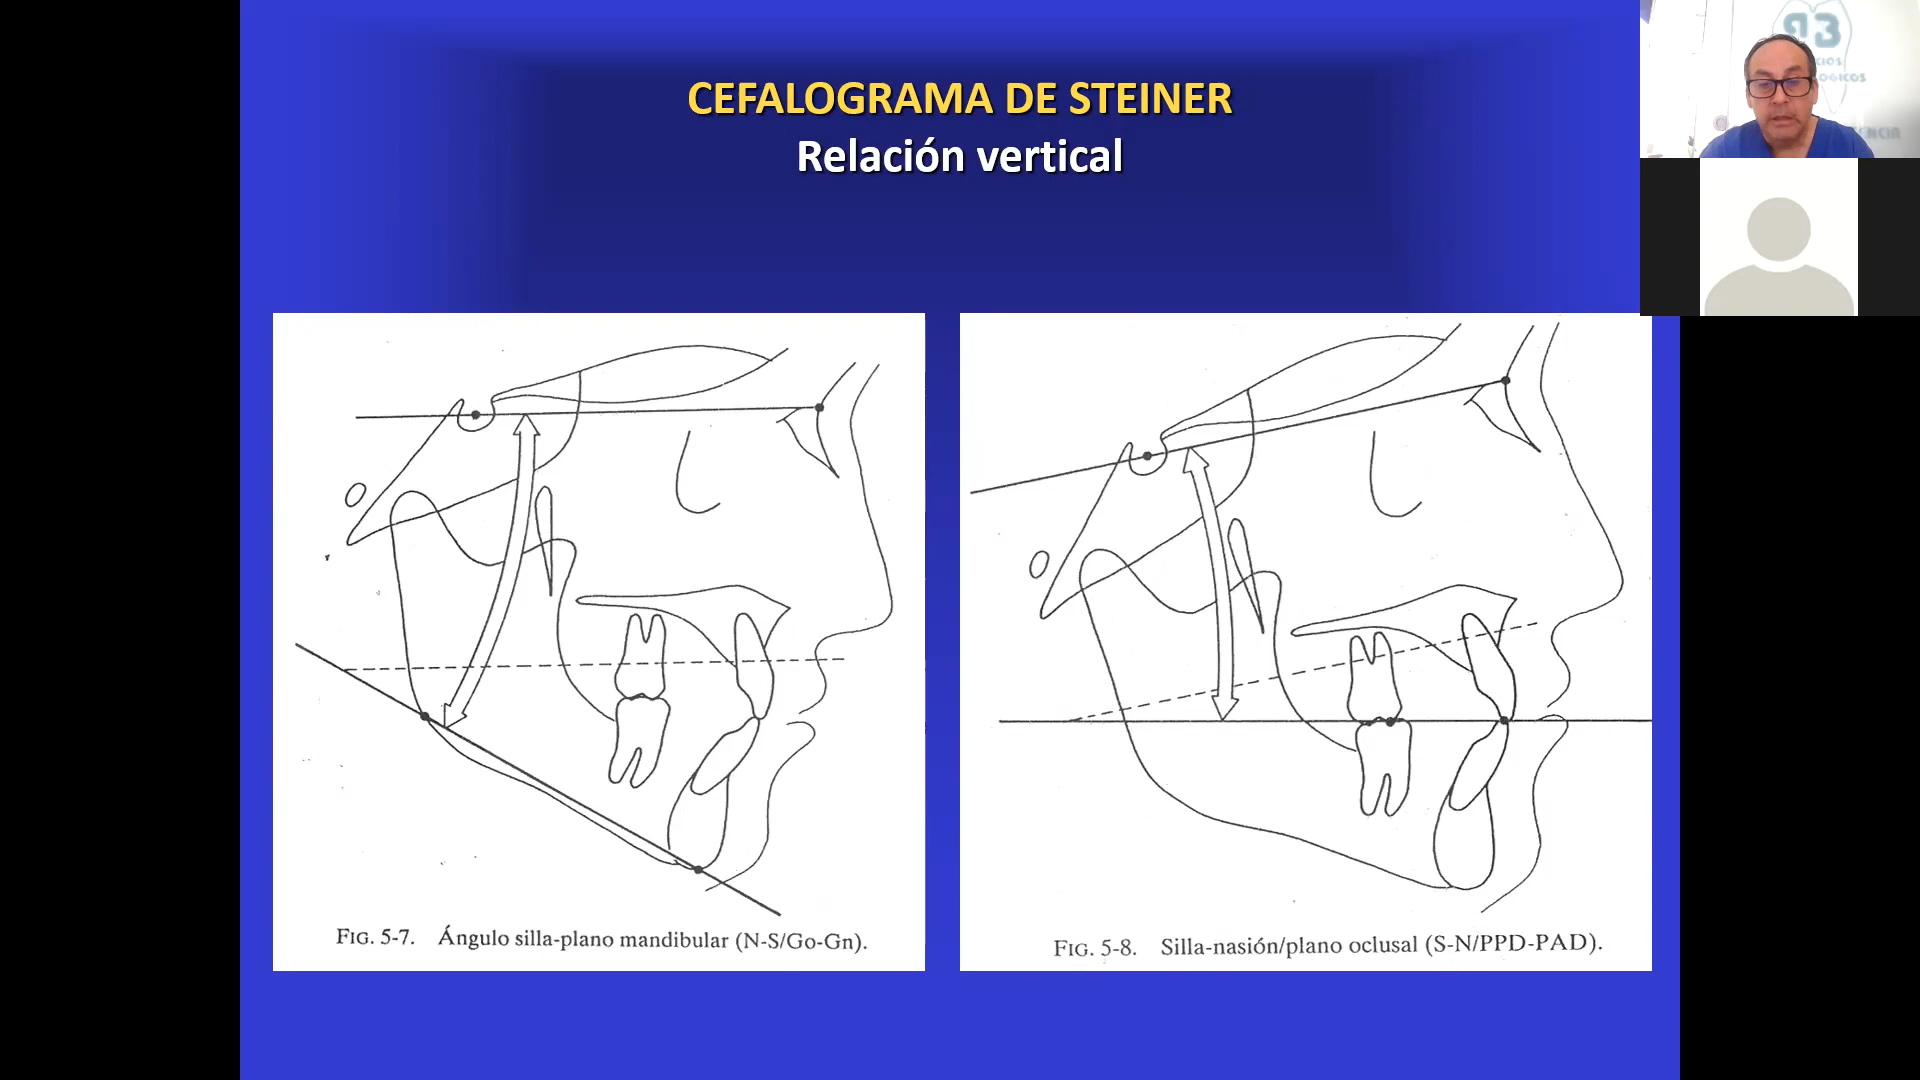 CEFALOGRAMA DE STEINER
Relación vertical
FIG. 5-7. Ángulo silla-plano mandibular (N-S/Go-Gn).
FIG. 5-8. Silla-nasión/plano oclusal (S-N/PPD-PAD).